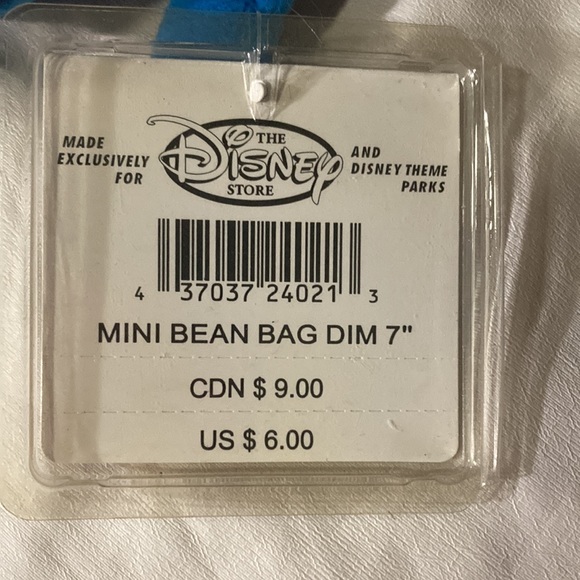 MADE
EXCLUSIVELY
FOR
THE
DISNEY
STORE
AND
DISNEY THEME
PARKS
4 37037 24021 3
MINI BEAN BAG DIM 7"
CDN $ 9.00
US $ 6.00